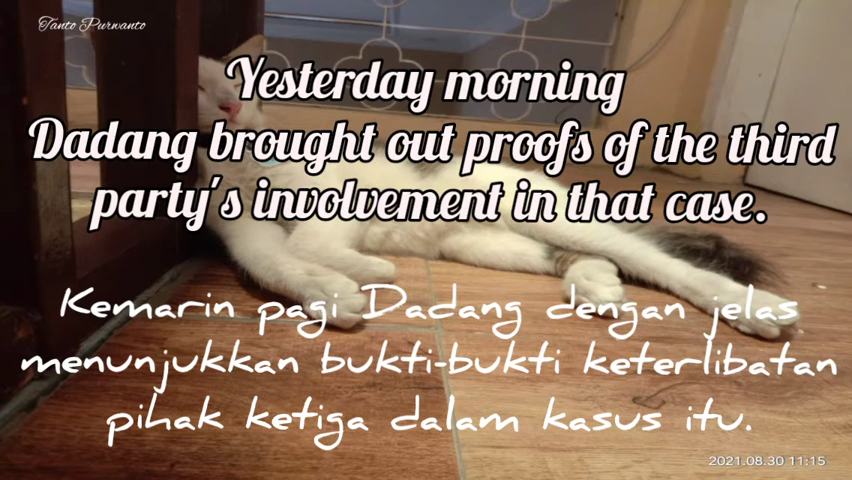 Tanto Purwanto
Yesterday morning
Dadang brought out proofs of the third
party's involvement in that case.
Kemarin pagi Dadang dengan jelas
menunjukkan bukti-bukti keterlibatan
pihak ketiga dalam kasus itu.
2021.08.30 11:15